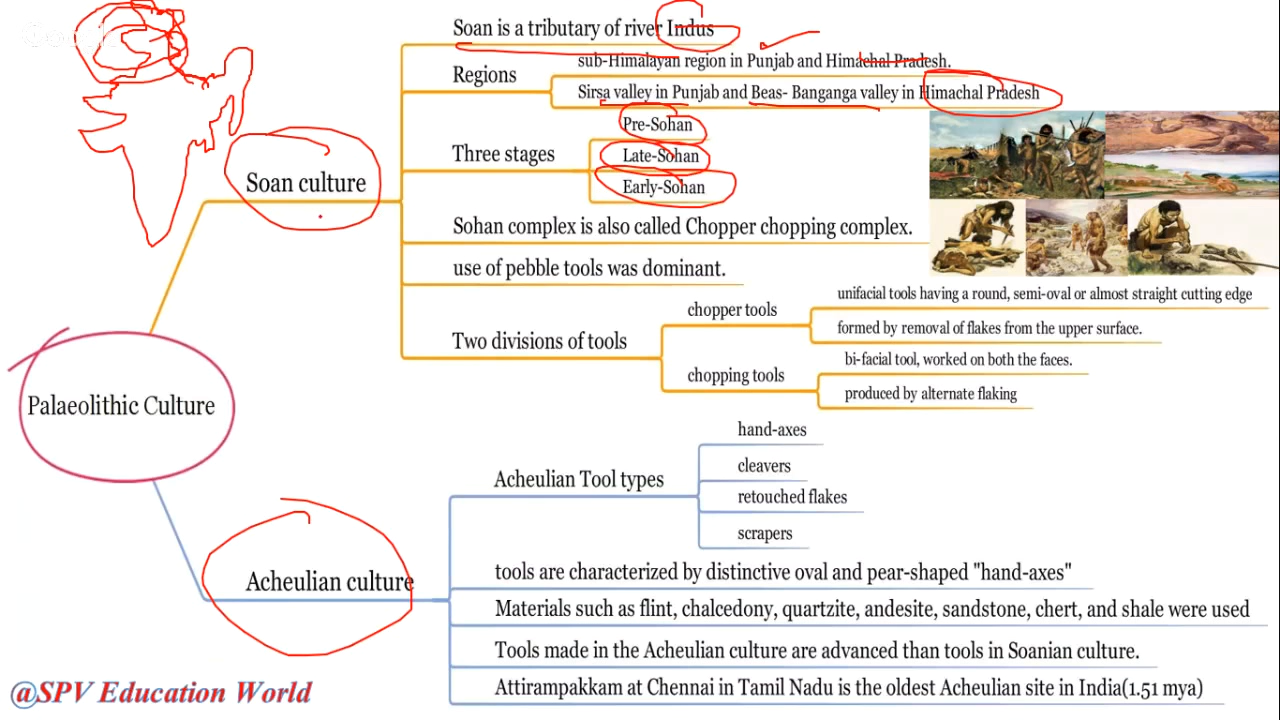 Soan is a tributary of river Indus
Regions
sub-Himalayan region in Punjab and Himachal Pradesh.
Sirsa valley in Punjab and Beas- Banganga valley in Himachal Pradesh
Three stages
Pre-Sohan
Late-Sohan
Early-Sohan
Soan culture
Sohan complex is also called Chopper chopping complex.
use of pebble tools was dominant.
Two divisions of tools
chopper tools
unifacial tools having a round, semi-oval or almost straight cutting edge
formed by removal of flakes from the upper surface.
chopping tools
bi-facial tool, worked on both the faces.
produced by alternate flaking
Palaeolithic Culture
Acheulian culture
Acheulian Tool types
hand-axes
cleavers
retouched flakes
scrapers
tools are characterized by distinctive oval and pear-shaped "hand-axes"
Materials such as flint, chalcedony, quartzite, andesite, sandstone, chert, and shale were used
Tools made in the Acheulian culture are advanced than tools in Soanian culture.
Attirampakkam at Chennai in Tamil Nadu is the oldest Acheulian site in India(1.51 mya)
@SPV Education World